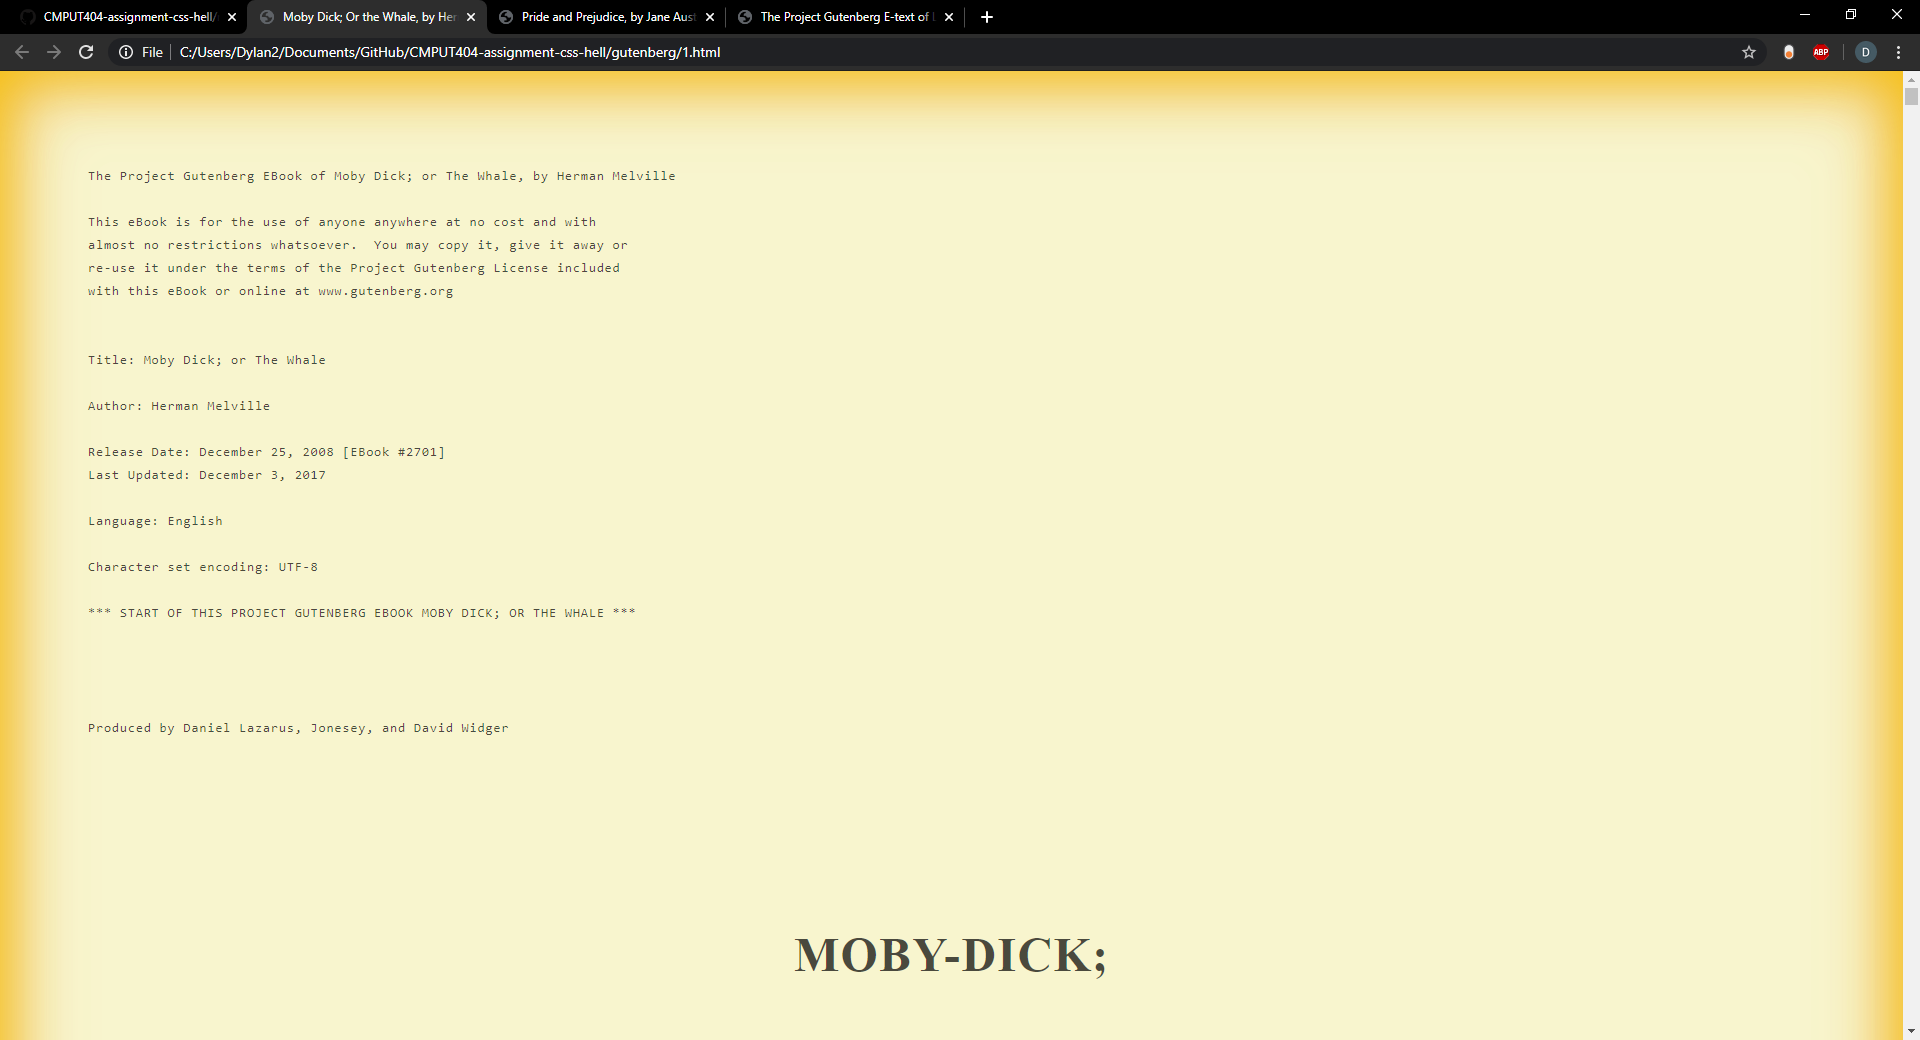 CMPUT404-assignment-css-hell/
Moby Dick; Or the Whale, by Her
Pride and Prejudice, by Jane Aus
The Project Gutenberg E-text of
File
C:/Users/Dylan2/Documents/GitHub/CMPUT404-assignment-css-hell/gutenberg/1.html
ABP
D
The Project Gutenberg EBook of Moby Dick; or The Whale, by Herman Melville
This eBook is for the use of anyone anywhere at no cost and with
almost no restrictions whatsoever.  You may copy it, give it away or
re-use it under the terms of the Project Gutenberg License included
with this eBook or online at www.gutenberg.org
Title: Moby Dick; or The Whale
Author: Herman Melville
Release Date: December 25, 2008 [EBook #2701]
Last Updated: December 3, 2017
Language: English
Character set encoding: UTF-8
*** START OF THIS PROJECT GUTENBERG EBOOK MOBY DICK; OR THE WHALE ***
Produced by Daniel Lazarus, Jonesey, and David Widger
MOBY-DICK;